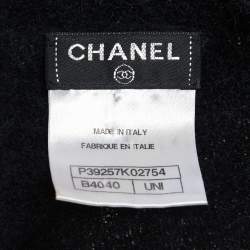 CHANEL
MADE IN ITALY
FABRIQUE EN ITALIE
P39257K02754
B4040 UNI